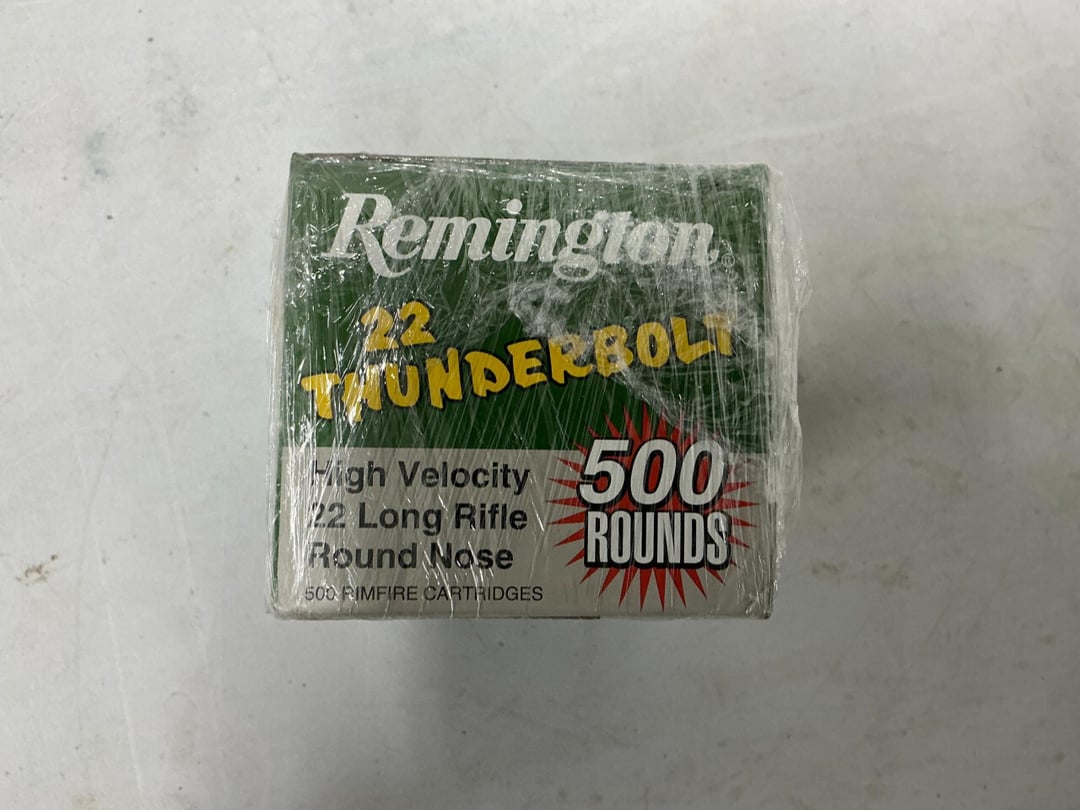 Remington®
22
THUNDERBOLT
High Velocity
22 Long Rifle
Round Nose
500 RIMFIRE CARTRIDGES
500
ROUNDS